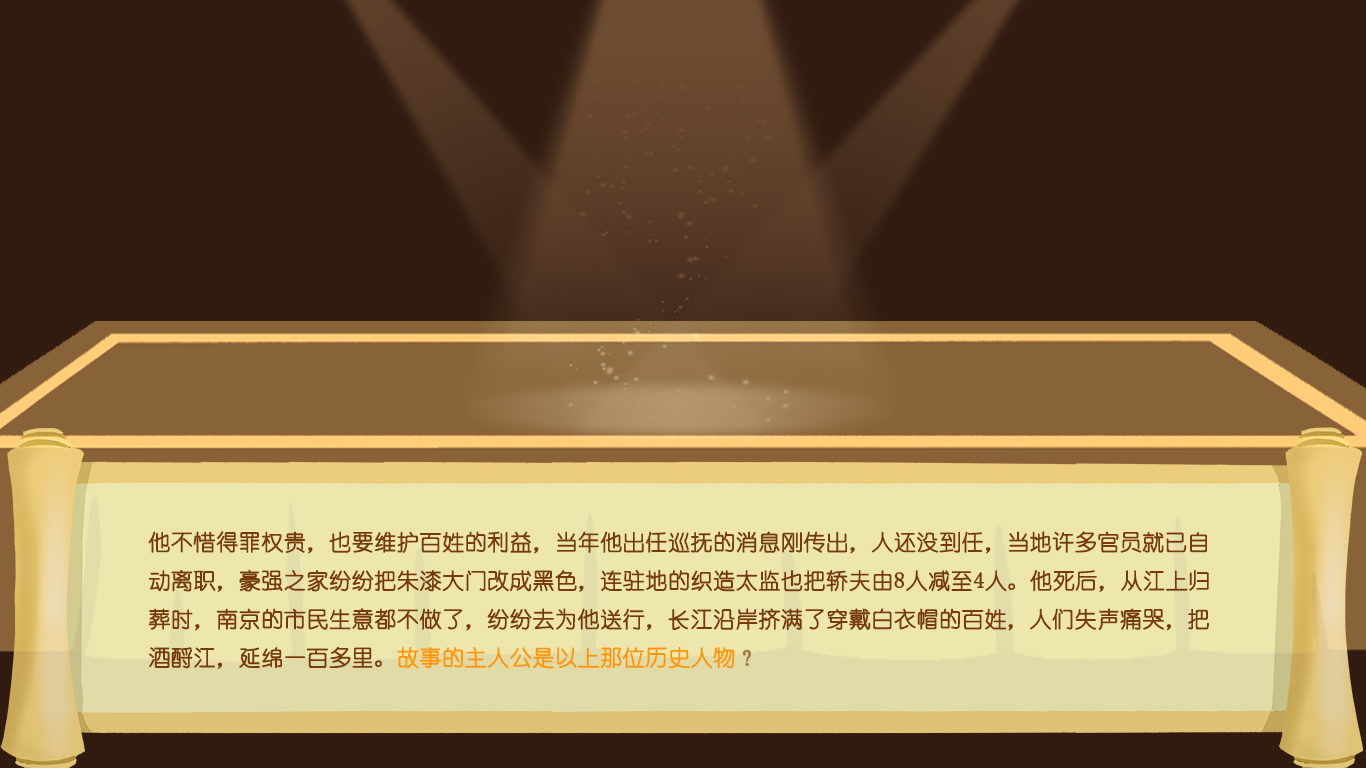 他不惜得罪权贵，也要维护百姓的利益，当年他出任巡抚的消息刚传出，人还没到任，当地许多官员就己自
动离职，豪强之家纷纷把朱漆大门改成黑色，连驻地的织造太监也把轿夫由8人减至4人。他死后，从江上归
葬时，南京的市民生意都不做了，纷纷去为他送行，长江沿岸挤满了穿戴白衣帽的百姓，人们失声痛哭，把
酒酹江，延绵一百多里。故事的主人公是以上那位历史人物？